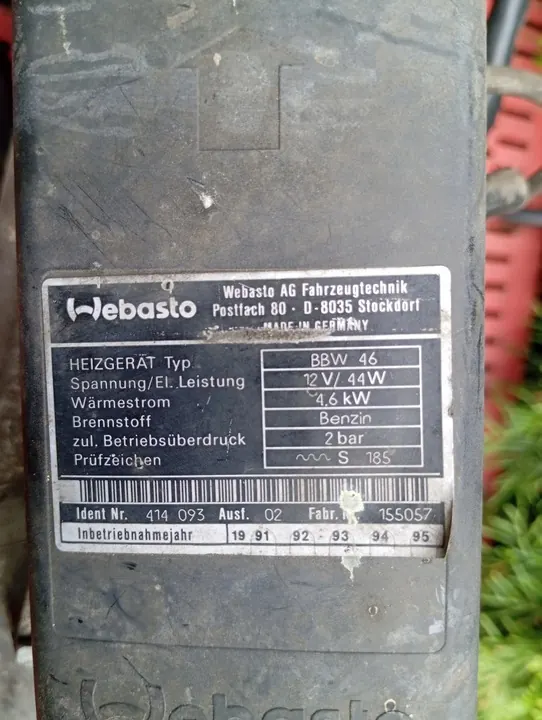 Webasto
Webasto AG Fahrzeugtechnik
Postfach 80 · D-8035 Stockdorf
MADE IN GERMANY
HEIZGERÄT Typ BBW 46
Spannung/El. Leistung 12V/44W
Wärmestrom 4,6 kW
Brennstoff Benzin
zul. Betriebsüberdruck 2 bar
Prüfzeichen ~~~ S 185
Ident Nr. 414 093 Ausf. 02 Fabr. 155057
Inbetriebnahmejahr 19 91 92 93 94 95
Webasto